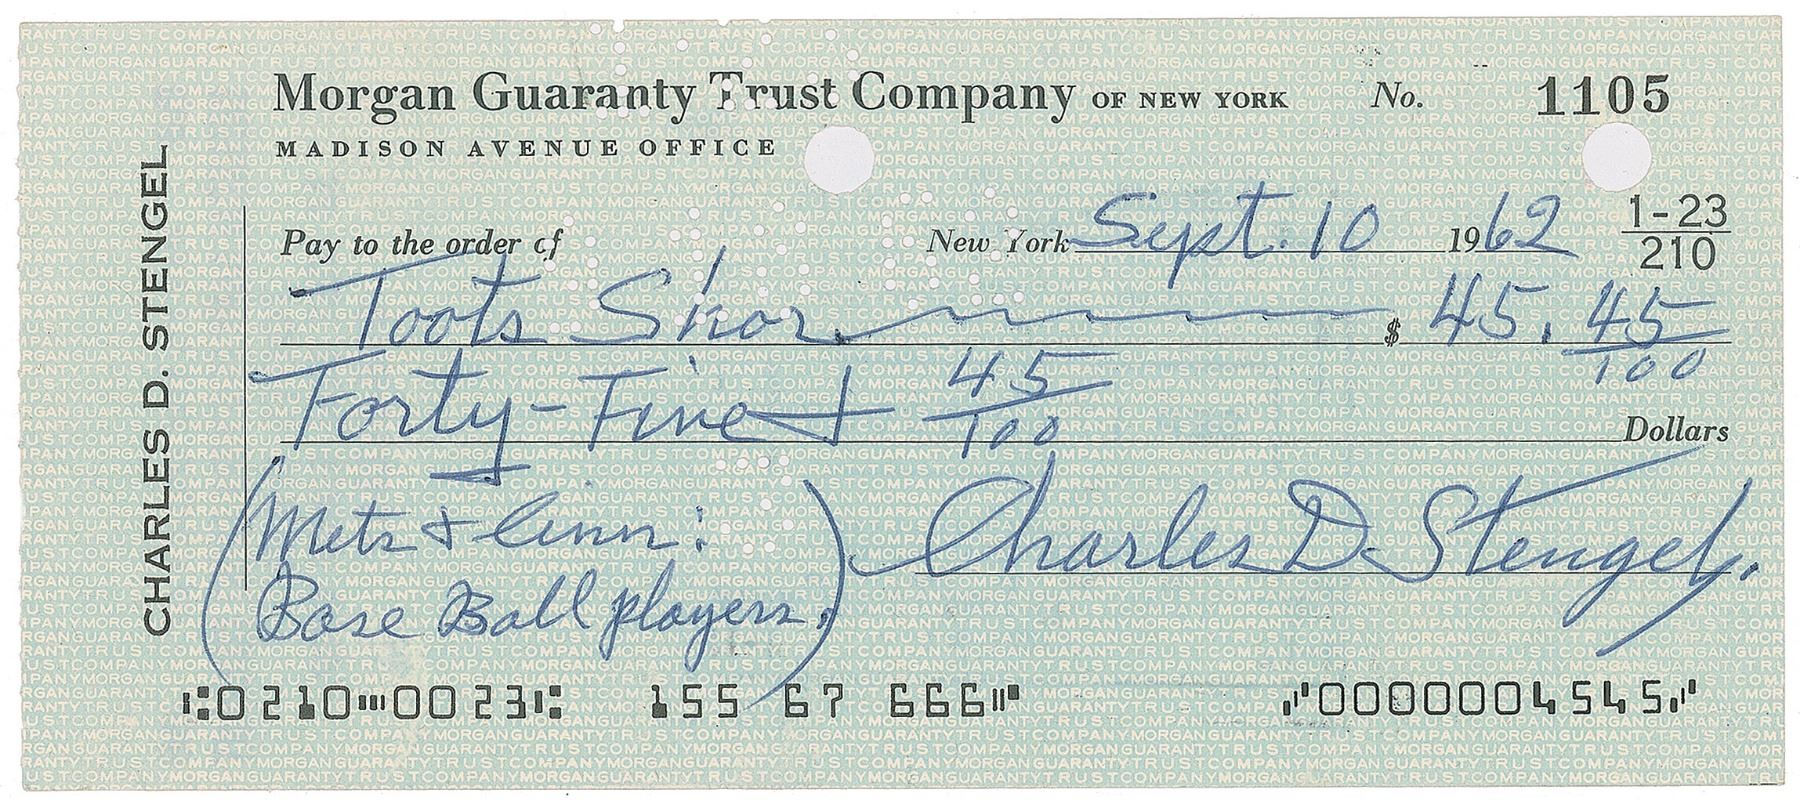 Morgan Guaranty Trust Company OF NEW YORK No. 1105
MADISON AVENUE OFFICE
CHARLES D. STENGEL
Pay to the order of New York Sept. 10 1962 1-23/210
Toots Shor $ 45. 45/100
Forty-Five + 45/100 Dollars
(Mets + Cinn: Charles D. Stengel.
Base Ball players.)
⑆0210⑉0023⑆ 155 67 666⑈ ⑇0000004545⑇